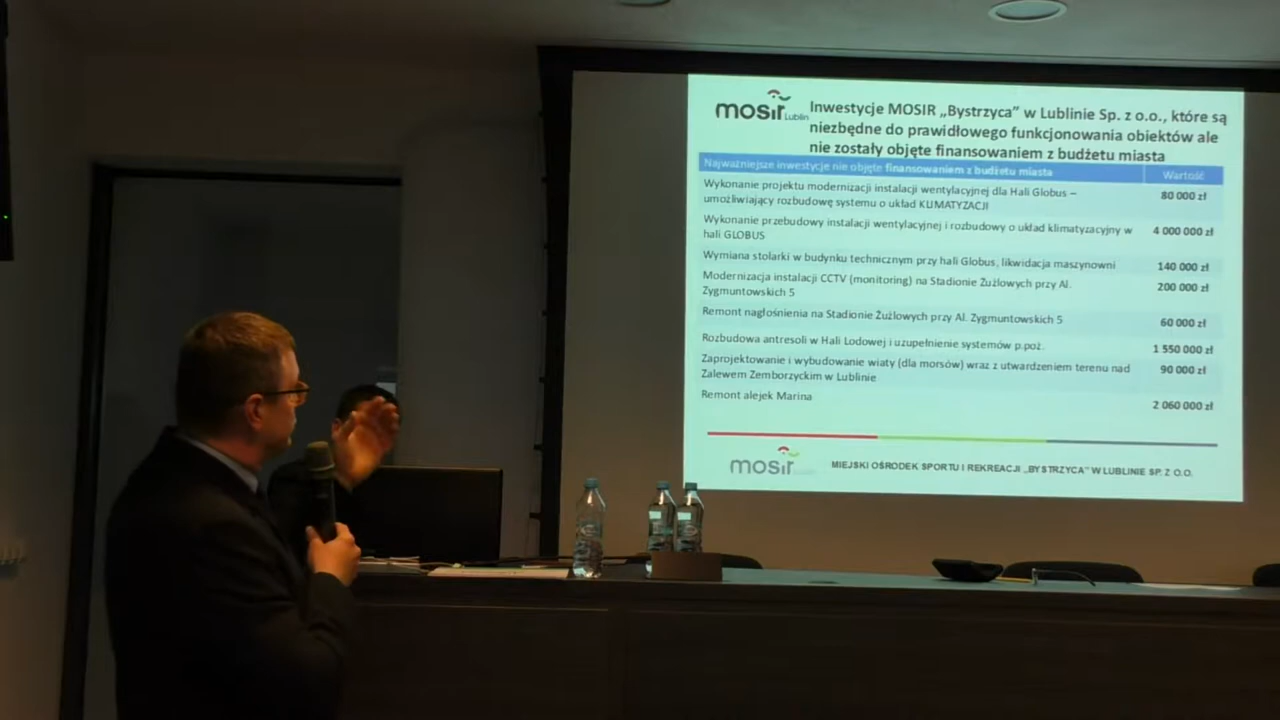 mosir Lublin
Inwestycje MOSIR „Bystrzyca” w Lublinie Sp. z o.o., które są
niezbędne do prawidłowego funkcjonowania obiektów ale
nie zostały objęte finansowaniem z budżetu miasta
Najważniejsze inwestycje nie objęte finansowaniem z budżetu miasta Wartość
Wykonanie projektu modernizacji instalacji wentylacyjnej dla Hali Globus –
umożliwiający rozbudowę systemu o układ KLIMATYZACJI
80 000 zł
Wykonanie przebudowy instalacji wentylacyjnej i rozbudowy o układ klimatyzacyjny w
hali GLOBUS
4 000 000 zł
Wymiana stolarki w budynku technicznym przy hali Globus, likwidacja maszynowni 140 000 zł
Modernizacja instalacji CCTV (monitoring) na Stadionie Żużlowych przy Al.
Zygmuntowskich 5
200 000 zł
Remont nagłośnienia na Stadionie Żużlowych przy Al. Zygmuntowskich 5 60 000 zł
Rozbudowa antresoli w Hali Lodowej i uzupełnienie systemów p.poż. 1 550 000 zł
Zaprojektowanie i wybudowanie wiaty (dla morsów) wraz z utwardzeniem terenu nad
Zalewem Zemborzyckim w Lublinie
90 000 zł
Remont alejek Marina 2 060 000 zł
mosir
MIEJSKI OŚRODEK SPORTU I REKREACJI „BYSTRZYCA” W LUBLINIE SP. Z O.O.